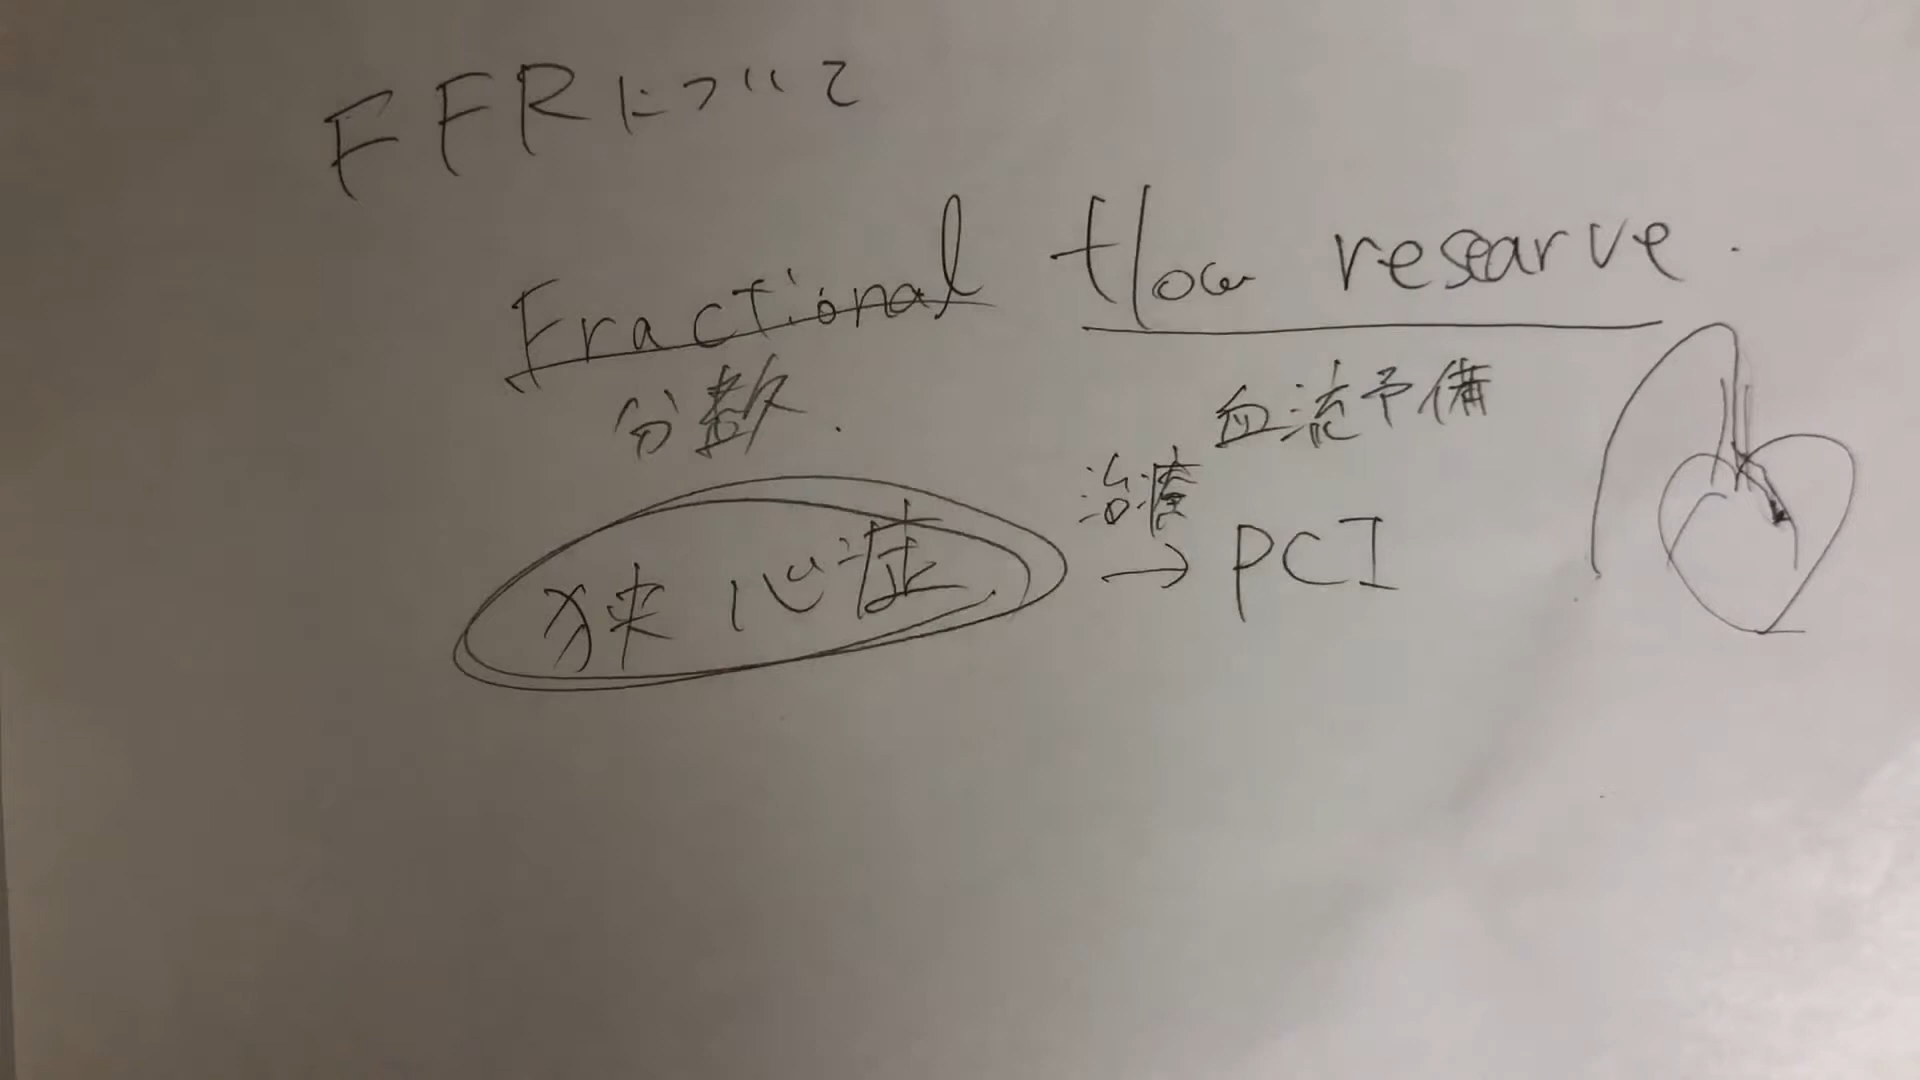 FFRについて
Fractional flow resarve.
分数.
血流予備
治療
狭心症 → PCI